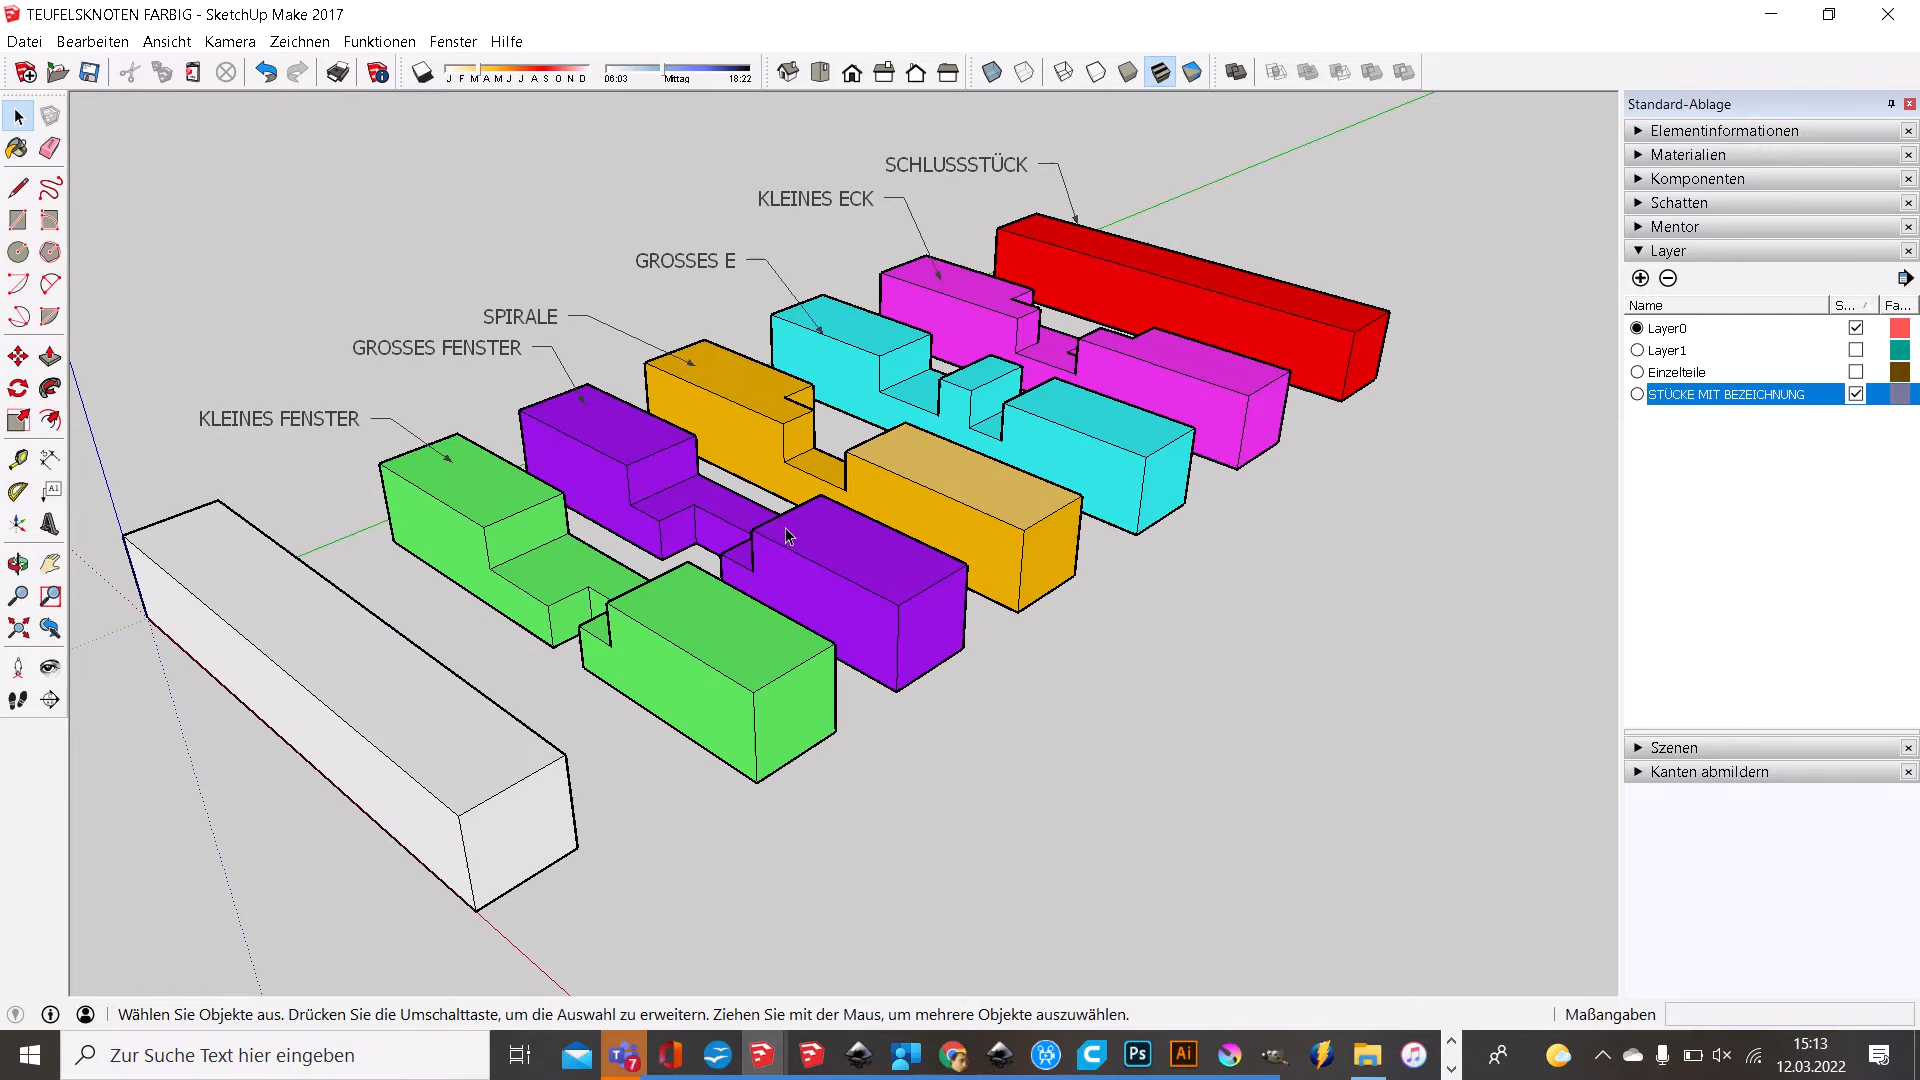 TEUFELSKNOTEN FARBIG - SketchUp Make 2017
Datei Bearbeiten Ansicht Kamera Zeichnen Funktionen Fenster Hilfe
J F M A M J J A S O N D
06:03 Mittag 18:22
Standard-Ablage
Elementinformationen
Materialien
Komponenten
Schatten
Mentor
Layer
Name S... Fa...
Layer0
Layer1
Einzelteile
STÜCKE MIT BEZEICHNUNG
Szenen
Kanten abmildern
SCHLUSSSTÜCK
KLEINES ECK
GROSSES E
SPIRALE
GROSSES FENSTER
KLEINES FENSTER
A1
Wählen Sie Objekte aus. Drücken Sie die Umschalttaste, um die Auswahl zu erweitern. Ziehen Sie mit der Maus, um mehrere Objekte auszuwählen.
Maßangaben
Zur Suche Text hier eingeben
7
Ps
Ai
15:13
12.03.2022